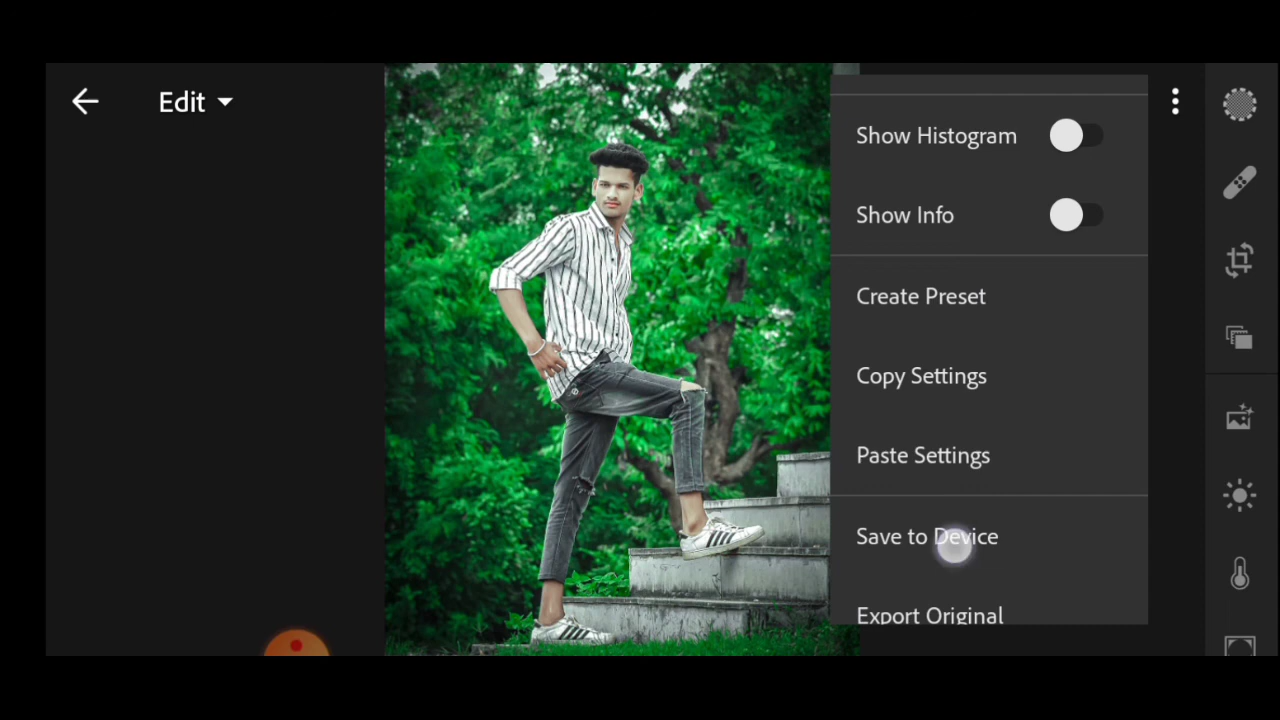 Edit
Show Histogram
Show Info
Create Preset
Copy Settings
Paste Settings
Save to Device
Export Original